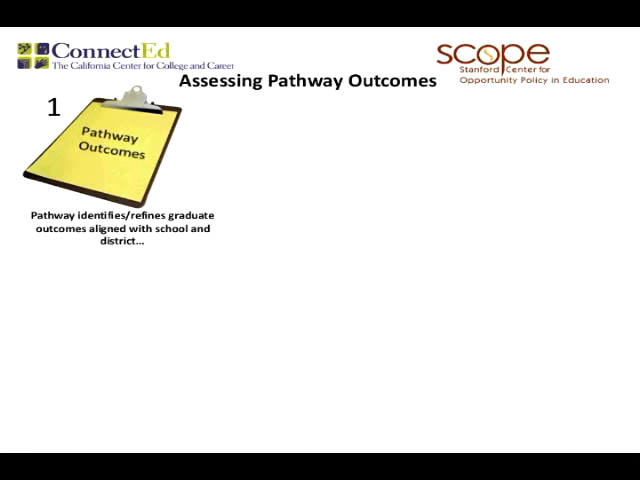 ConnectEd
The California Center for College and Career
scope
Stanford Center for
Opportunity Policy in Education
Assessing Pathway Outcomes
1
Pathway
Outcomes
Pathway identifies/refines graduate
outcomes aligned with school and
district...